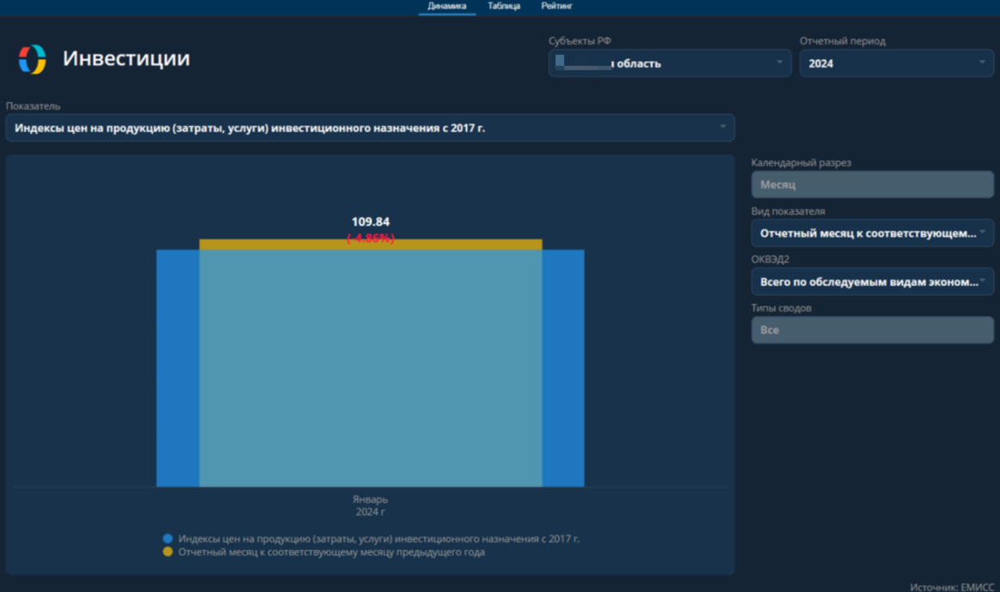 Динамика Таблица Рейтинг
Инвестиции
Субъекты РФ
область
Отчетный период
2024
Показатель
Индексы цен на продукцию (затраты, услуги) инвестиционного назначения с 2017 г.
109.84
(-4.86%)
Январь
2024 г
Индексы цен на продукцию (затраты, услуги) инвестиционного назначения с 2017 г.
Отчетный месяц к соответствующему месяцу предыдущего года
Календарный разрез
Месяц
Вид показателя
Отчетный месяц к соответствующем...
ОКВЭД2
Всего по обследуемым видам эконом...
Типы сводов
Все
Источник: ЕМИСС